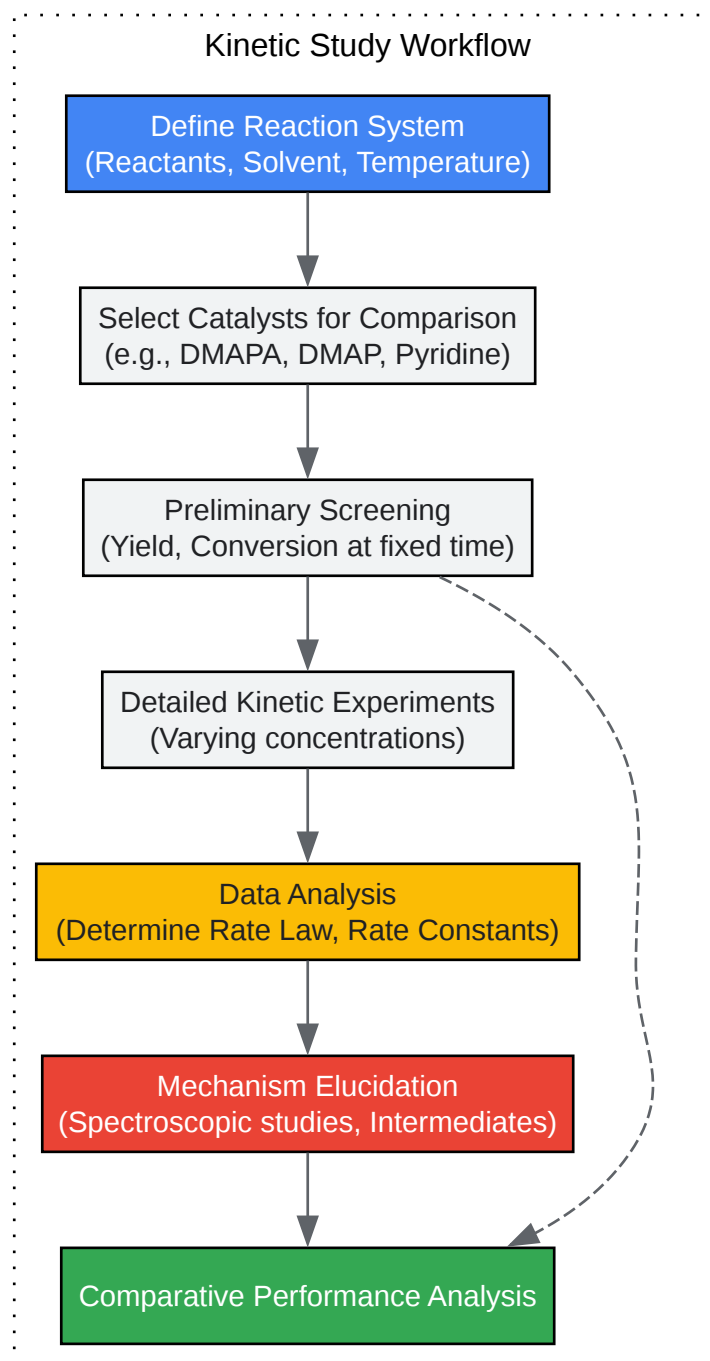 Kinetic Study Workflow
Define Reaction System
(Reactants, Solvent, Temperature)
Select Catalysts for Comparison
(e.g., DMAPA, DMAP, Pyridine)
Preliminary Screening
(Yield, Conversion at fixed time)
Detailed Kinetic Experiments
(Varying concentrations)
Data Analysis
(Determine Rate Law, Rate Constants)
Mechanism Elucidation
(Spectroscopic studies, Intermediates)
Comparative Performance Analysis